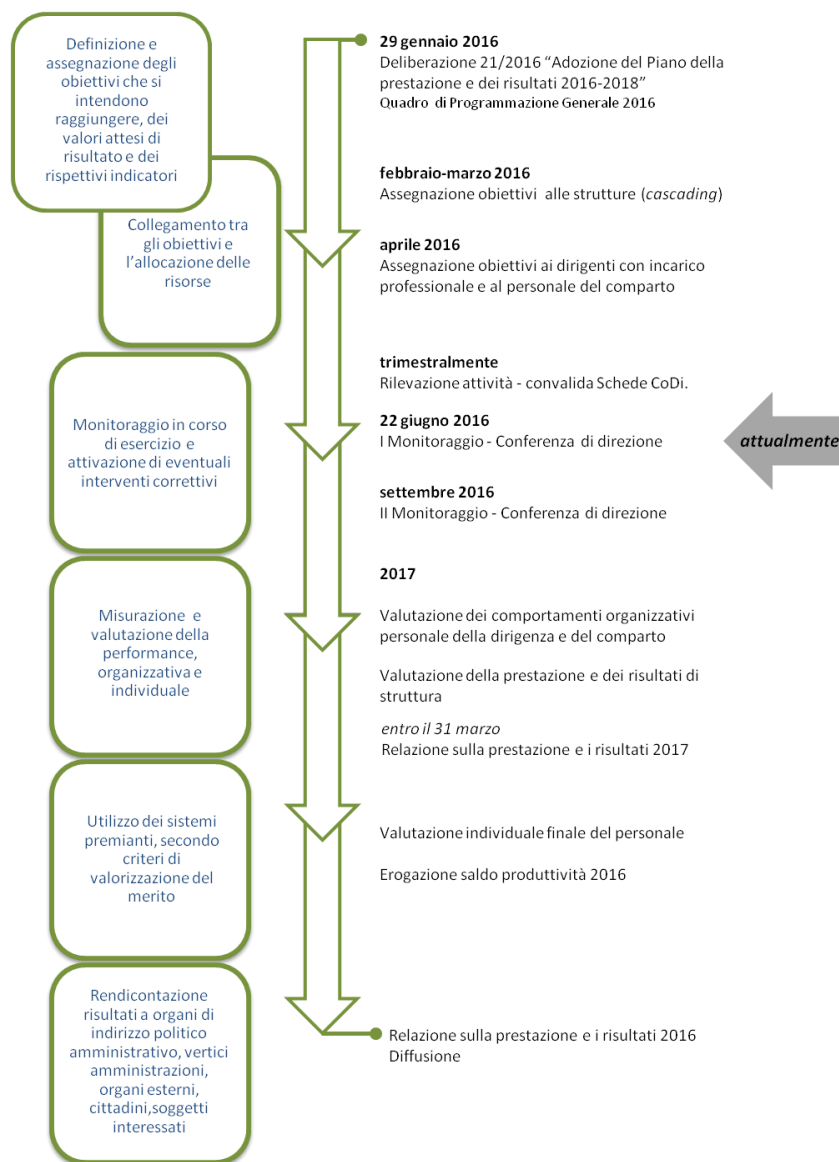 Definizione e
assegnazione degli
obiettivi che si
intendono
raggiungere, dei
valori attesi di
risultato e dei
rispettivi indicatori
Collegamento tra
gli obiettivi e
l'allocazione delle
risorse
Monitoraggio in corso
di esercizio e
attivazione di eventuali
interventi correttivi
Misurazione e
valutazione della
performance,
organizzativa e
individuale
Utilizzo dei sistemi
premianti, secondo
criteri di
valorizzazione del
merito
Rendicontazione
risultati a organi di
indirizzo politico
amministrativo, vertici
amministrazioni,
organi esterni,
cittadini,soggetti
interessati
29 gennaio 2016
Deliberazione 21/2016 “Adozione del Piano della
prestazione e dei risultati 2016-2018”
Quadro di Programmazione Generale 2016
febbraio-marzo 2016
Assegnazione obiettivi alle strutture (cascading)
aprile 2016
Assegnazione obiettivi ai dirigenti con incarico
professionale e al personale del comparto
trimestralmente
Rilevazione attività - convalida Schede CoDi.
22 giugno 2016
I Monitoraggio - Conferenza di direzione
attualmente
settembre 2016
II Monitoraggio - Conferenza di direzione
2017
Valutazione dei comportamenti organizzativi
personale della dirigenza e del comparto
Valutazione della prestazione e dei risultati di
struttura
entro il 31 marzo
Relazione sulla prestazione e i risultati 2017
Valutazione individuale finale del personale
Erogazione saldo produttività 2016
Relazione sulla prestazione e i risultati 2016
Diffusione